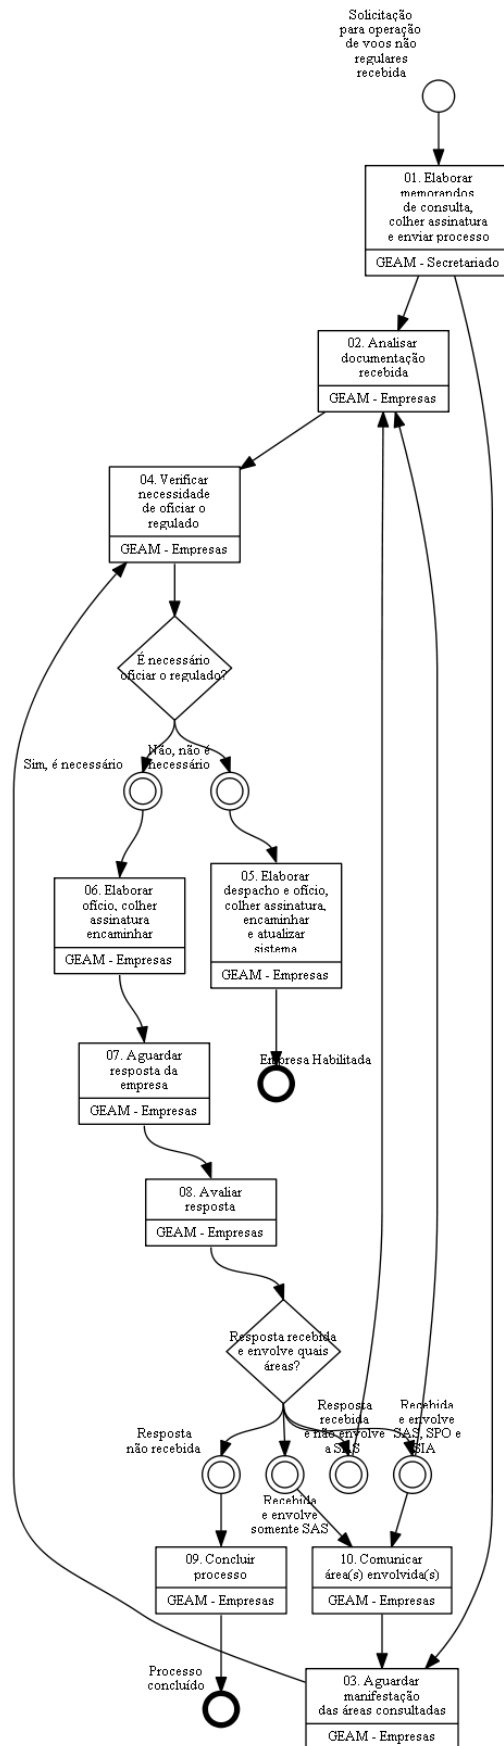 Solicitação
para operação
de voos não
regulares
recebida
01. Elaborar
memorandos
de consulta,
colher assinatura
e enviar processo
GEAM - Secretariado
02. Analisar
documentação
recebida
GEAM - Empresas
04. Verificar
necessidade
de oficiar o
regulado
GEAM - Empresas
É necessário
oficiar o regulado?
Sim, é necessário
Não, não é
necessário
06. Elaborar
ofício, colher
assinatura
encaminhar
GEAM - Empresas
05. Elaborar
despacho e ofício,
colher assinatura,
encaminhar
e atualizar
sistema
GEAM - Empresas
Empresa Habilitada
07. Aguardar
resposta da
empresa
GEAM - Empresas
08. Avaliar
resposta
GEAM - Empresas
Resposta recebida
e envolve quais
áreas?
Resposta
não recebida
Recebida
e envolve
somente SAS
Resposta
recebida
e não envolve
a SAS
Recebida
e envolve
SAS, SPO e
SIA
09. Concluir
processo
GEAM - Empresas
10. Comunicar
área(s) envolvida(s)
GEAM - Empresas
Processo
concluído
03. Aguardar
manifestação
das áreas consultadas
GEAM - Empresas